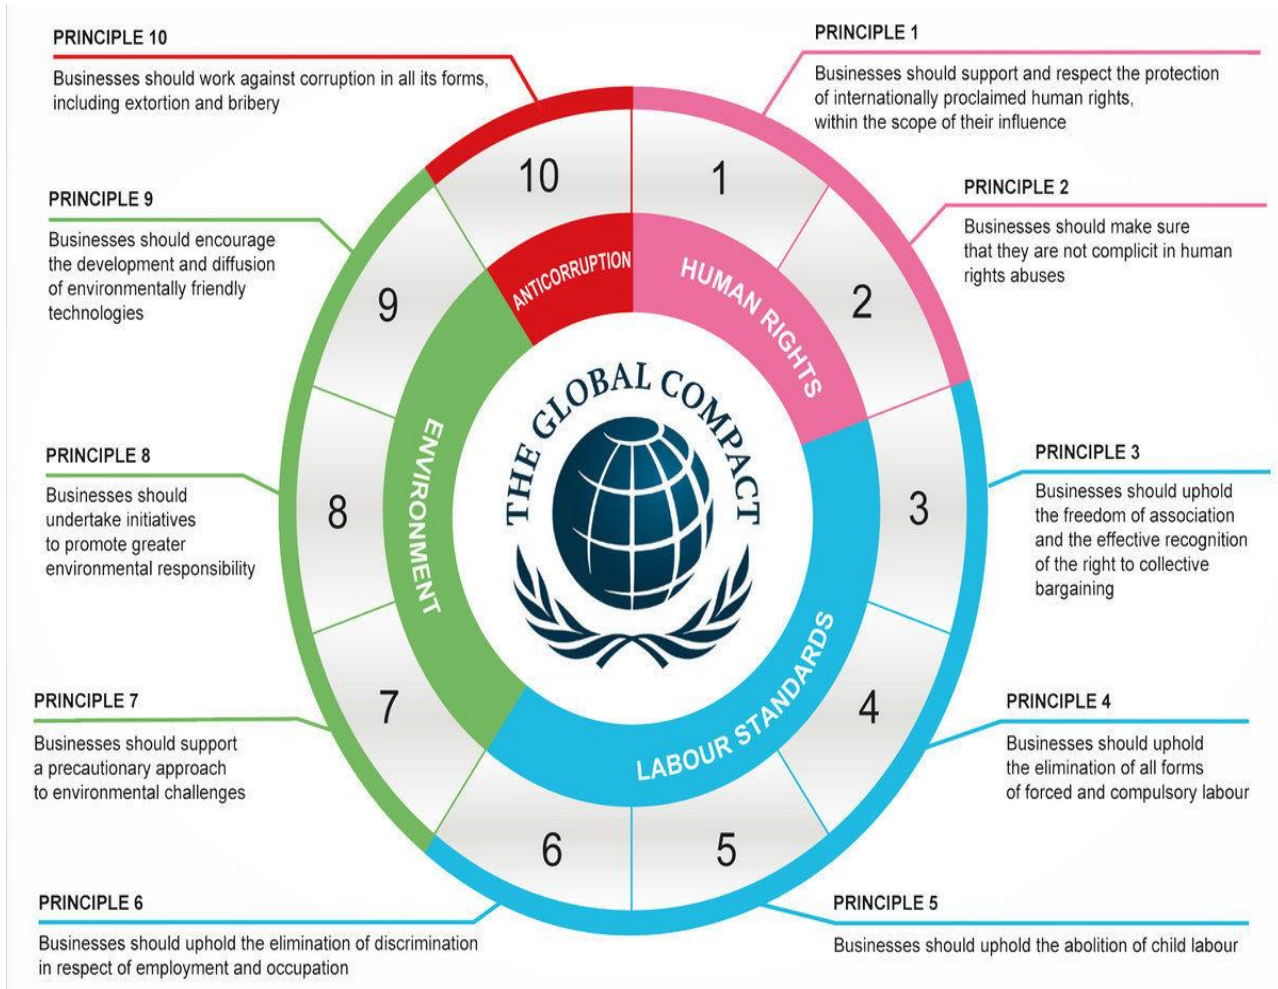 PRINCIPLE 10
Businesses should work against corruption in all its forms,
including extortion and bribery
PRINCIPLE 1
Businesses should support and respect the protection
of internationally proclaimed human rights,
within the scope of their influence
PRINCIPLE 9
Businesses should encourage
the development and diffusion
of environmentally friendly
technologies
PRINCIPLE 2
Businesses should make sure
that they are not complicit in human
rights abuses
PRINCIPLE 8
Businesses should
undertake initiatives
to promote greater
environmental responsibility
PRINCIPLE 3
Businesses should uphold
the freedom of association
and the effective recognition
of the right to collective
bargaining
PRINCIPLE 7
Businesses should support
a precautionary approach
to environmental challenges
PRINCIPLE 4
Businesses should uphold
the elimination of all forms
of forced and compulsory labour
PRINCIPLE 6
Businesses should uphold the elimination of discrimination
in respect of employment and occupation
PRINCIPLE 5
Businesses should uphold the abolition of child labour
10
1
2
3
4
5
6
7
8
9
ANTICORRUPTION
HUMAN RIGHTS
LABOUR STANDARDS
ENVIRONMENT
THE GLOBAL COMPACT